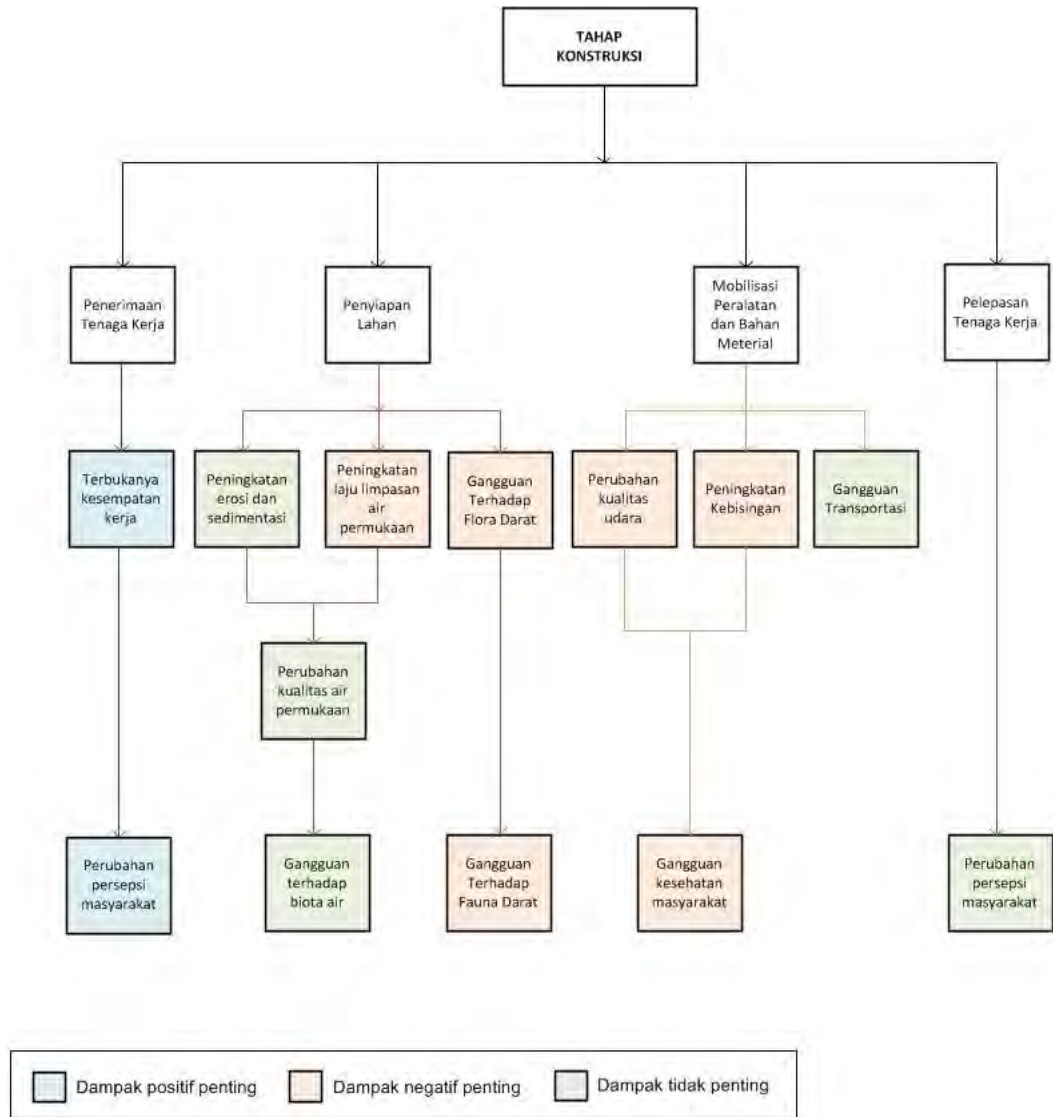 TAHAP
KONSTRUKSI
Penerimaan
Tenaga Kerja
Penyiapan
Lahan
Mobilisasi
Peralatan
dan Bahan
Meterial
Pelepasan
Tenaga Kerja
Terbukanya
kesempatan
kerja
Peningkatan
erosi dan
sedimentasi
Peningkatan
laju limpasan
air
permukaan
Gangguan
Terhadap
Flora Darat
Perubahan
kualitas
udara
Peningkatan
Kebisingan
Gangguan
Transportasi
Perubahan
kualitas air
permukaan
Perubahan
persepsi
masyarakat
Gangguan
terhadap
biota air
Gangguan
Terhadap
Fauna Darat
Gangguan
kesehatan
masyarakat
Perubahan
persepsi
masyarakat
Dampak positif penting
Dampak negatif penting
Dampak tidak penting